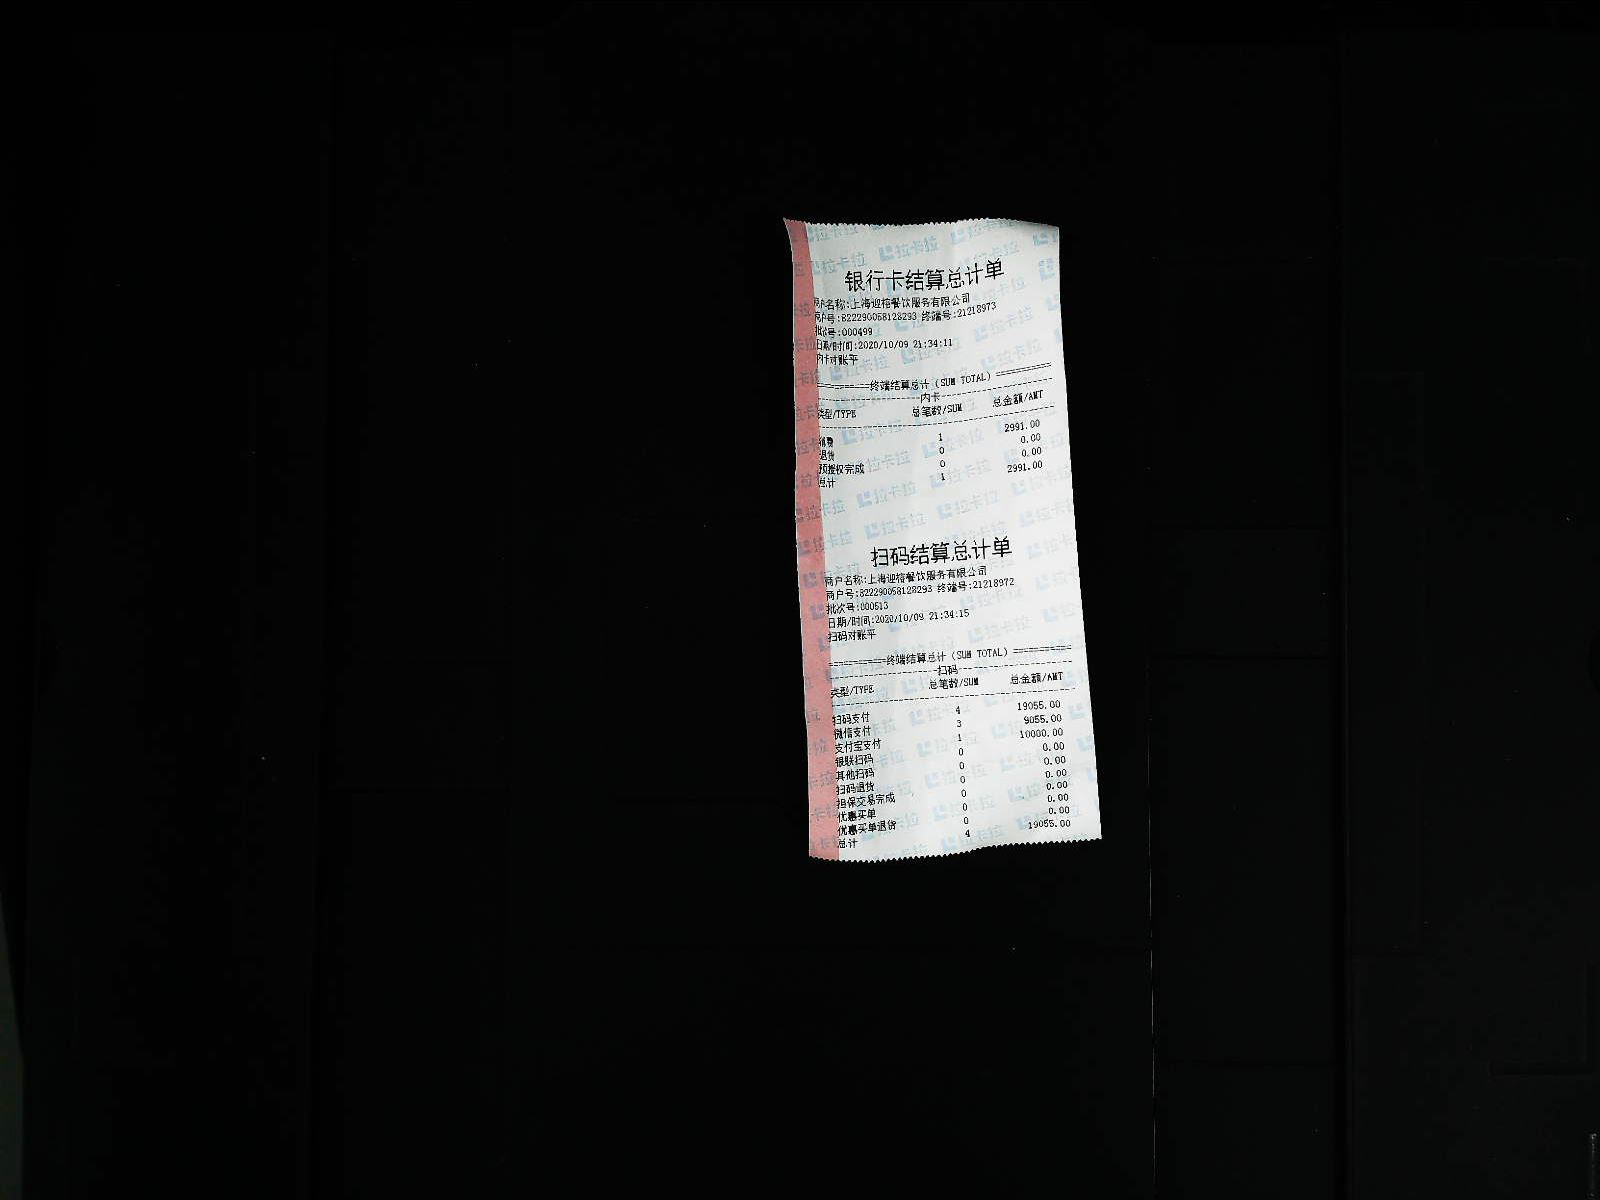 银行卡结算总计单
商户名称:上海迎榕餐饮服务有限公司
商户号:822290058128293 终端号:21218973
批次号:000499
日期/时间:2020/10/09 21:34:11
内卡对账平
==========终端结算总计(SUM TOTAL)==========
内卡
类型/TYPE 总笔数/SUM 总金额/AMT
消费 1 2991.00
退货 0 0.00
预授权完成 0 0.00
总计 1 2991.00
扫码结算总计单
商户名称:上海迎榕餐饮服务有限公司
商户号:822290058128293 终端号:21218972
批次号:000513
日期/时间:2020/10/09 21:34:15
扫码对账平
==========终端结算总计(SUM TOTAL)==========
扫码
类型/TYPE 总笔数/SUM 总金额/AMT
扫码支付 4 19055.00
微信支付 3 9055.00
支付宝支付 1 10000.00
银联扫码 0 0.00
其他扫码 0 0.00
扫码退货 0 0.00
担保交易完成 0 0.00
优惠买单 0 0.00
优惠买单退货 0 0.00
总计 4 19055.00